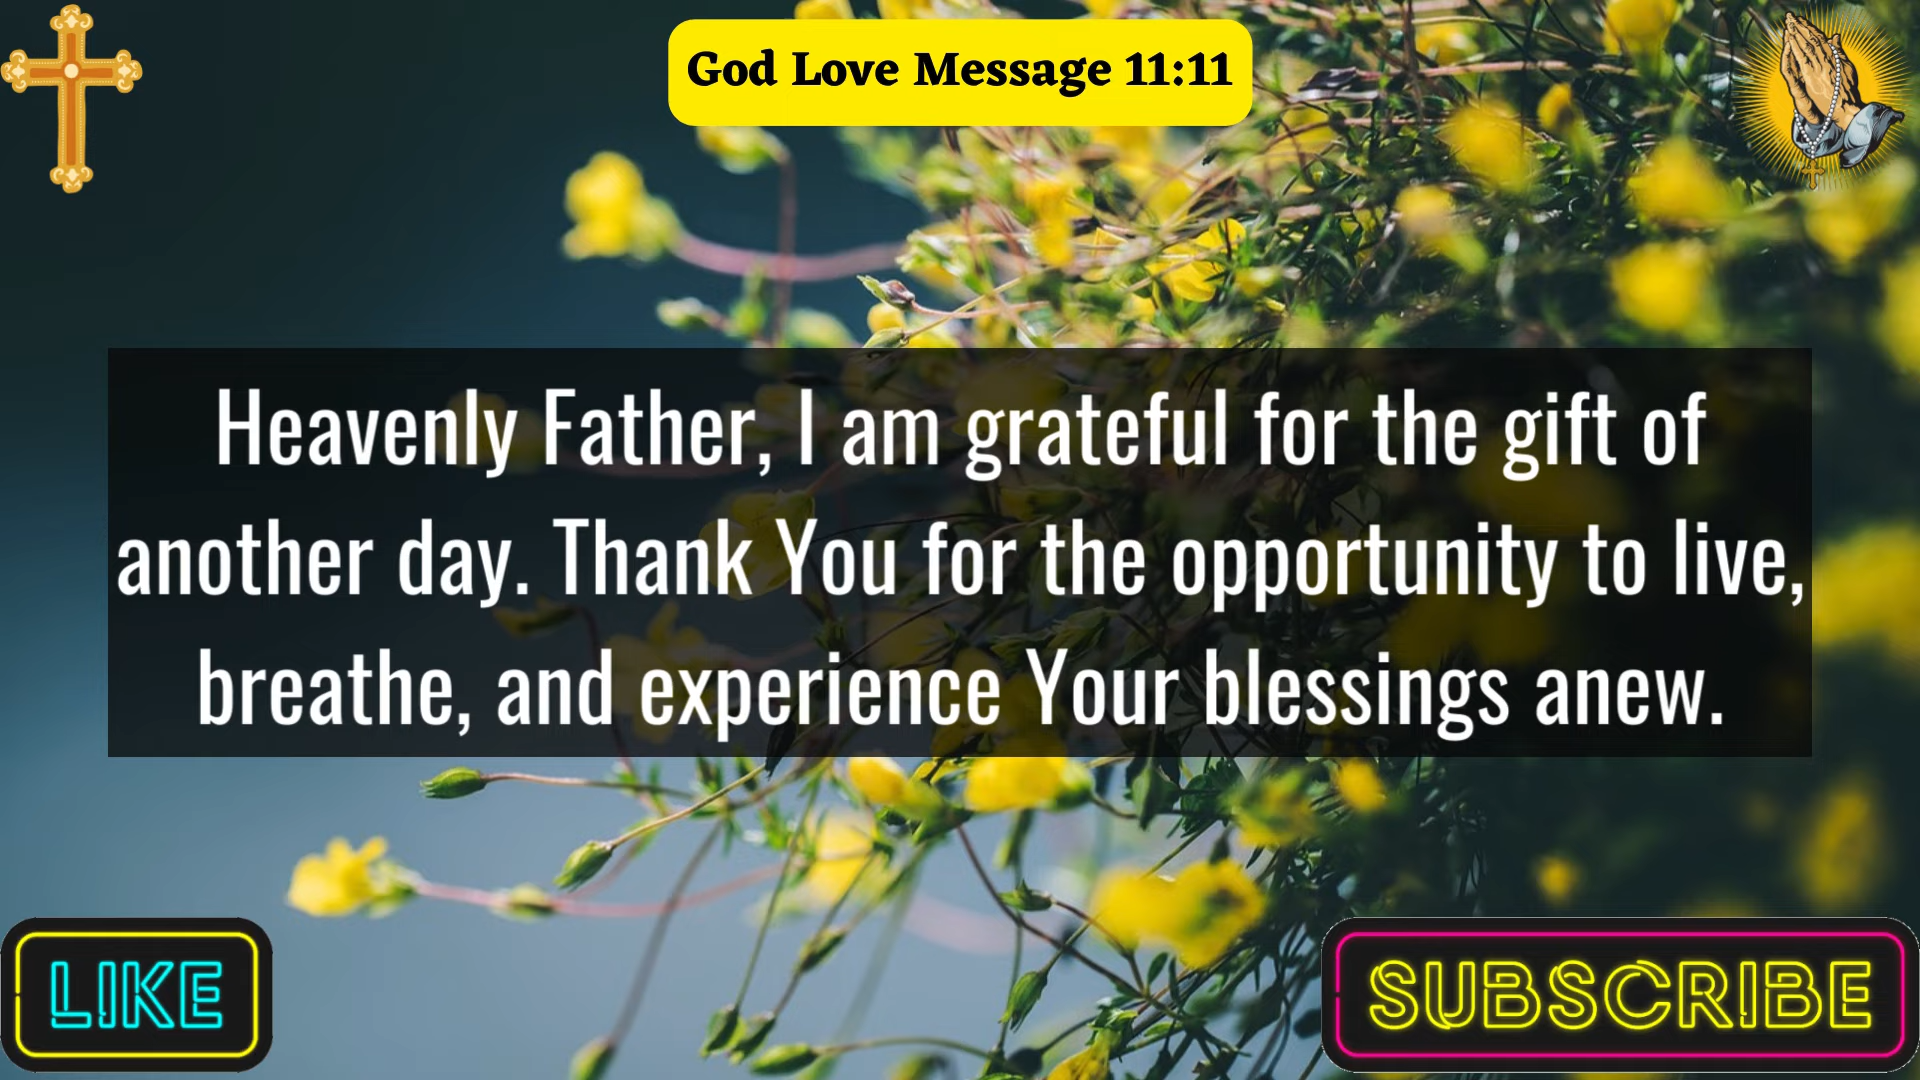 God Love Message 11:11
Heavenly Father, I am grateful for the gift of
another day. Thank You for the opportunity to live,
breathe, and experience Your blessings anew.
LIKE
SUBSCRIBE